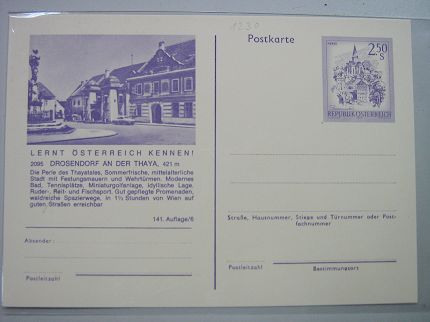 1230
Postkarte
2.50
S
REPUBLIK ÖSTERREICH
LERNT ÖSTERREICH KENNEN!
2095 DROSENDORF AN DER THAYA, 421 m
Die Perle des Thayatales, Sommerfrische, mittelalterliche
Stadt mit Festungsmauern und Wehrtürmen. Modernes
Bad, Tennisplätze, Miniaturgolfanlage, idyllische Lage.
Ruder-, Reit- und Fischsport. Gut gepflegte Promenaden,
waldreiche Spazierwege, in 1½ Stunden von Wien auf
guten Straßen erreichbar
141. Auflage/6
Absender:
Postleitzahl
Straße, Hausnummer, Stiege und Türnummer oder Post-
fachnummer
Postleitzahl
Bestimmungsort